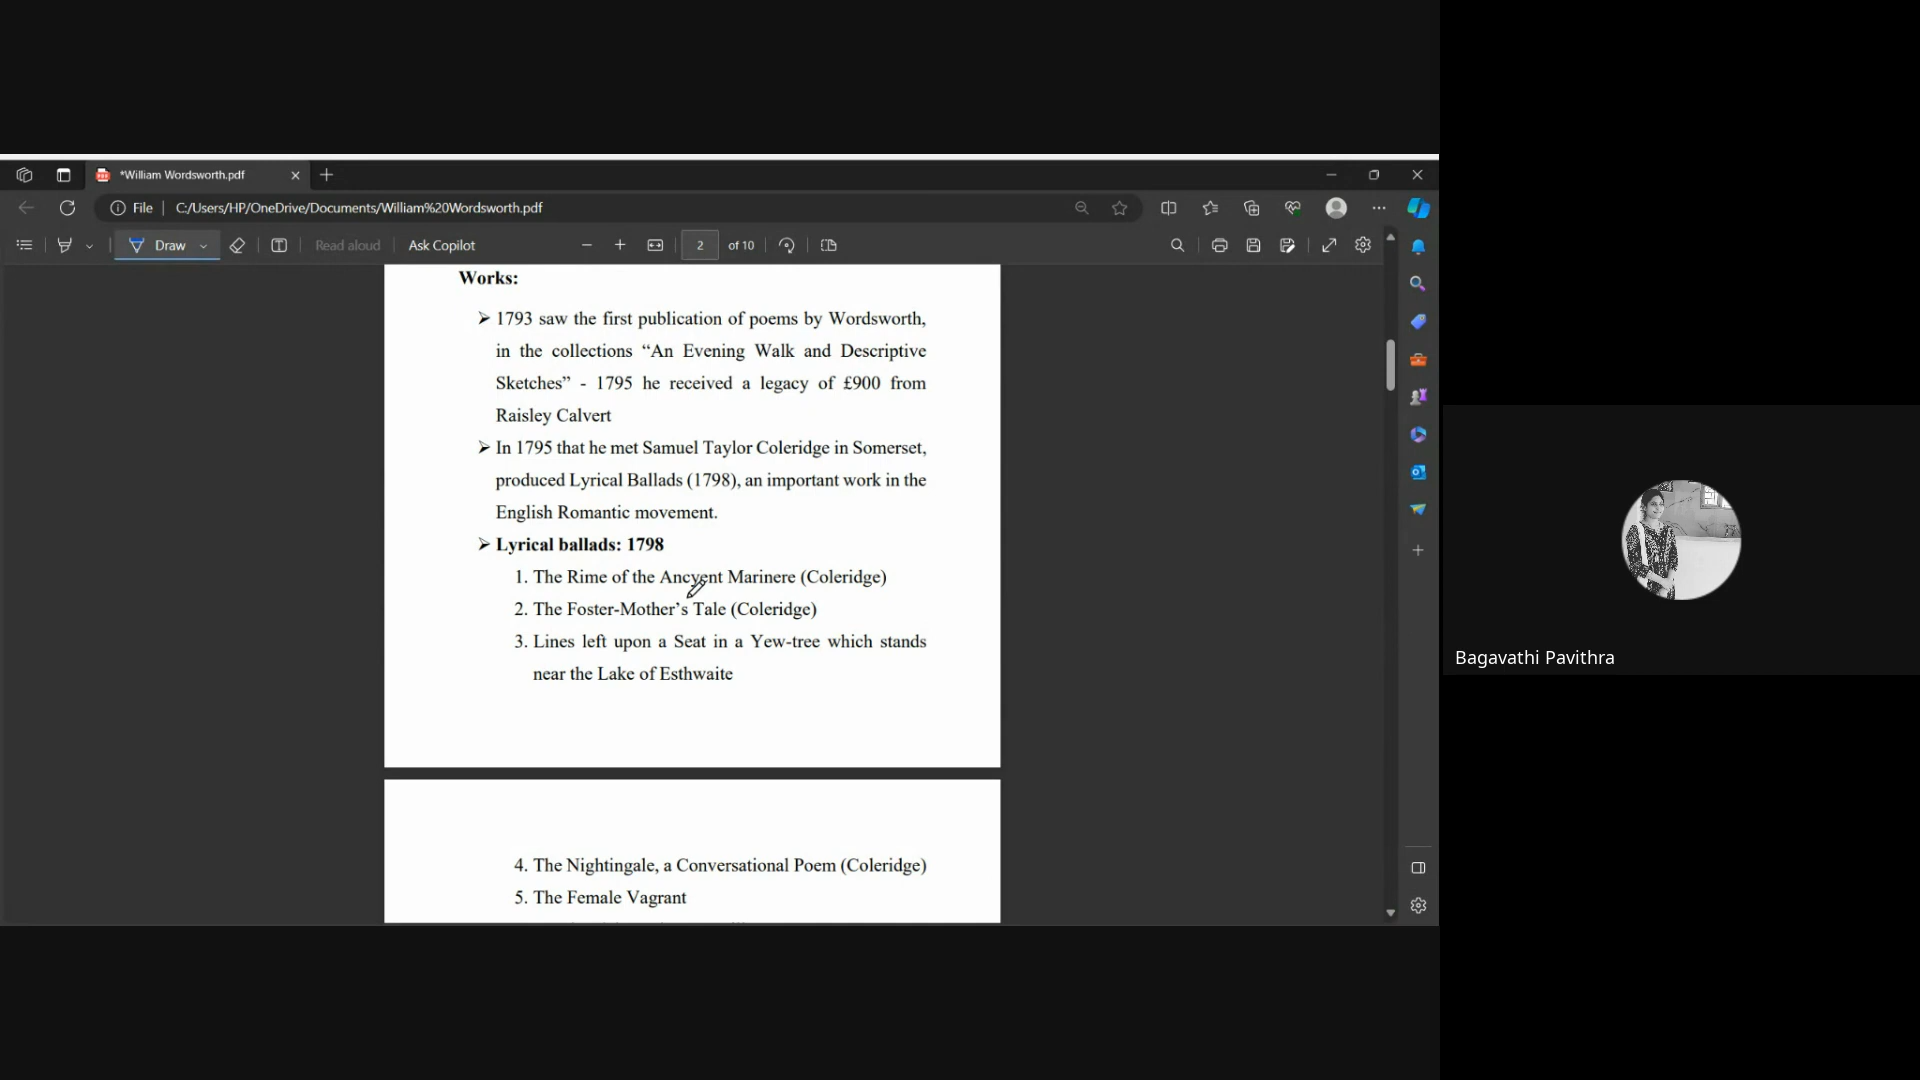 *William Wordsworth.pdf
File
C:/Users/HP/OneDrive/Documents/William%20Wordsworth.pdf
Draw
Read aloud
Ask Copilot
2
of 10
Works:
➢ 1793 saw the first publication of poems by Wordsworth,
in the collections “An Evening Walk and Descriptive
Sketches” - 1795 he received a legacy of £900 from
Raisley Calvert
➢ In 1795 that he met Samuel Taylor Coleridge in Somerset,
produced Lyrical Ballads (1798), an important work in the
English Romantic movement.
➢ Lyrical ballads: 1798
1. The Rime of the Ancyent Marinere (Coleridge)
2. The Foster-Mother’s Tale (Coleridge)
3. Lines left upon a Seat in a Yew-tree which stands
near the Lake of Esthwaite
4. The Nightingale, a Conversational Poem (Coleridge)
5. The Female Vagrant
Bagavathi Pavithra